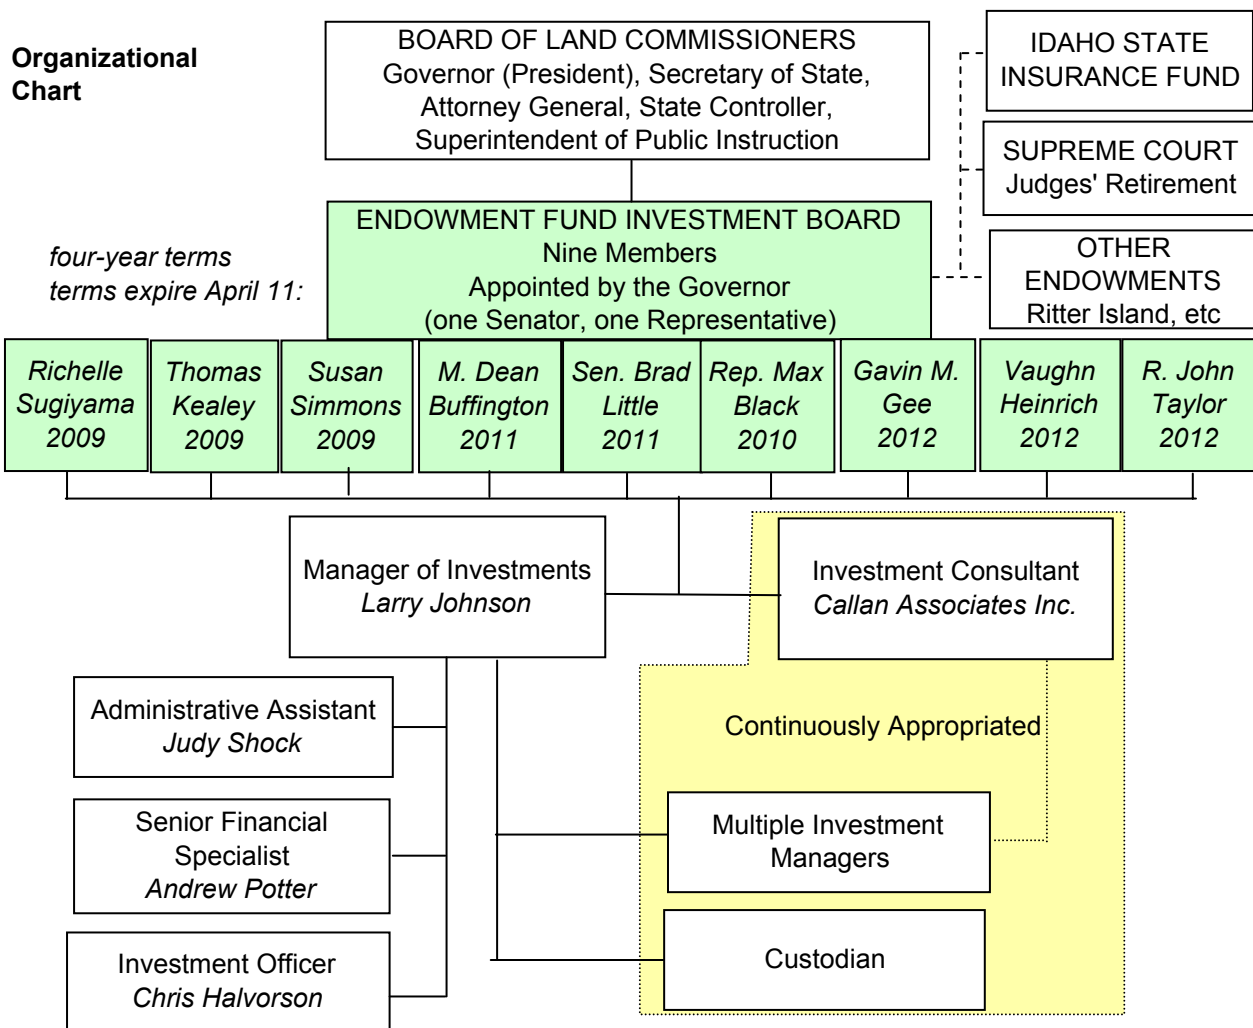 Organizational
Chart
BOARD OF LAND COMMISSIONERS
Governor (President), Secretary of State,
Attorney General, State Controller,
Superintendent of Public Instruction
IDAHO STATE
INSURANCE FUND
SUPREME COURT
Judges' Retirement
OTHER
ENDOWMENTS
Ritter Island, etc
four-year terms
terms expire April 11:
ENDOWMENT FUND INVESTMENT BOARD
Nine Members
Appointed by the Governor
(one Senator, one Representative)
Richelle
Sugiyama
2009
Thomas
Kealey
2009
Susan
Simmons
2009
M. Dean
Buffington
2011
Sen. Brad
Little
2011
Rep. Max
Black
2010
Gavin M.
Gee
2012
Vaughn
Heinrich
2012
R. John
Taylor
2012
Manager of Investments
Larry Johnson
Investment Consultant
Callan Associates Inc.
Administrative Assistant
Judy Shock
Continuously Appropriated
Senior Financial
Specialist
Andrew Potter
Multiple Investment
Managers
Investment Officer
Chris Halvorson
Custodian